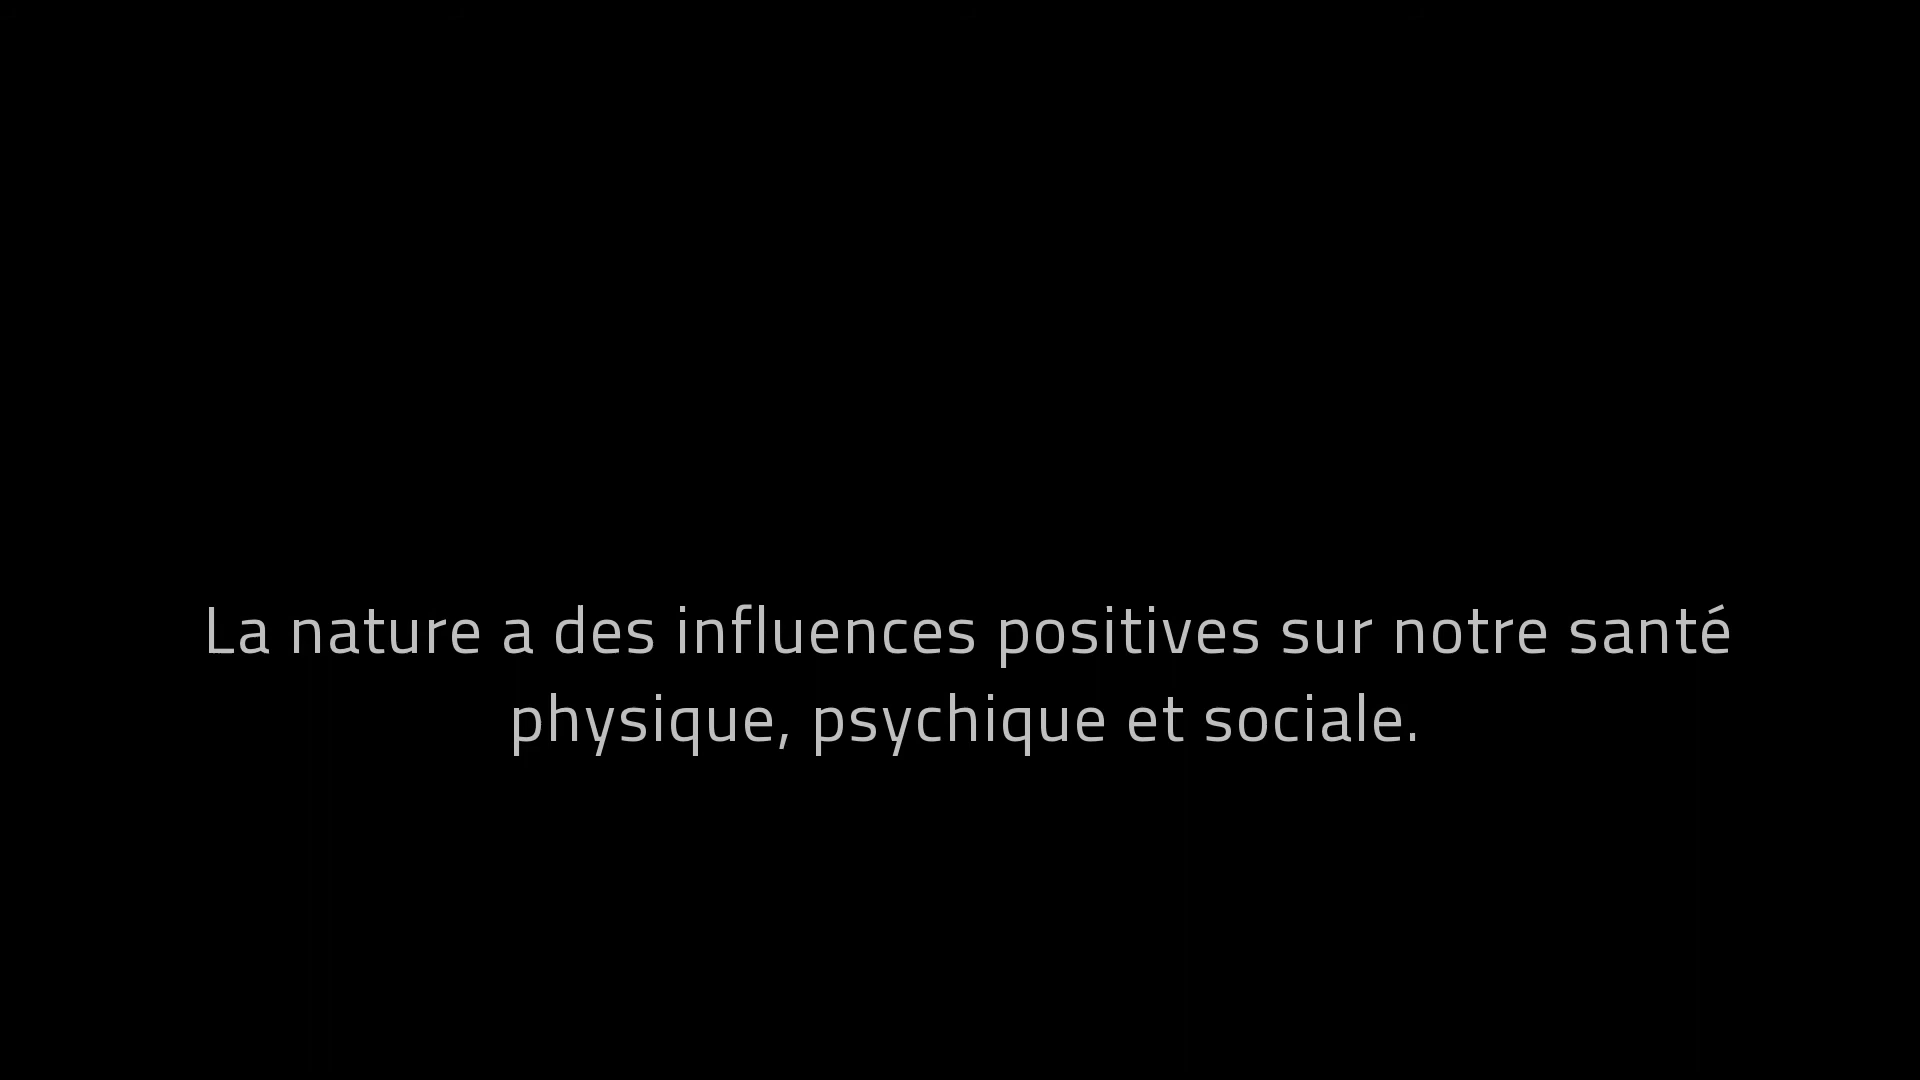 La nature a des influences positives sur notre santé
physique, psychique et sociale.